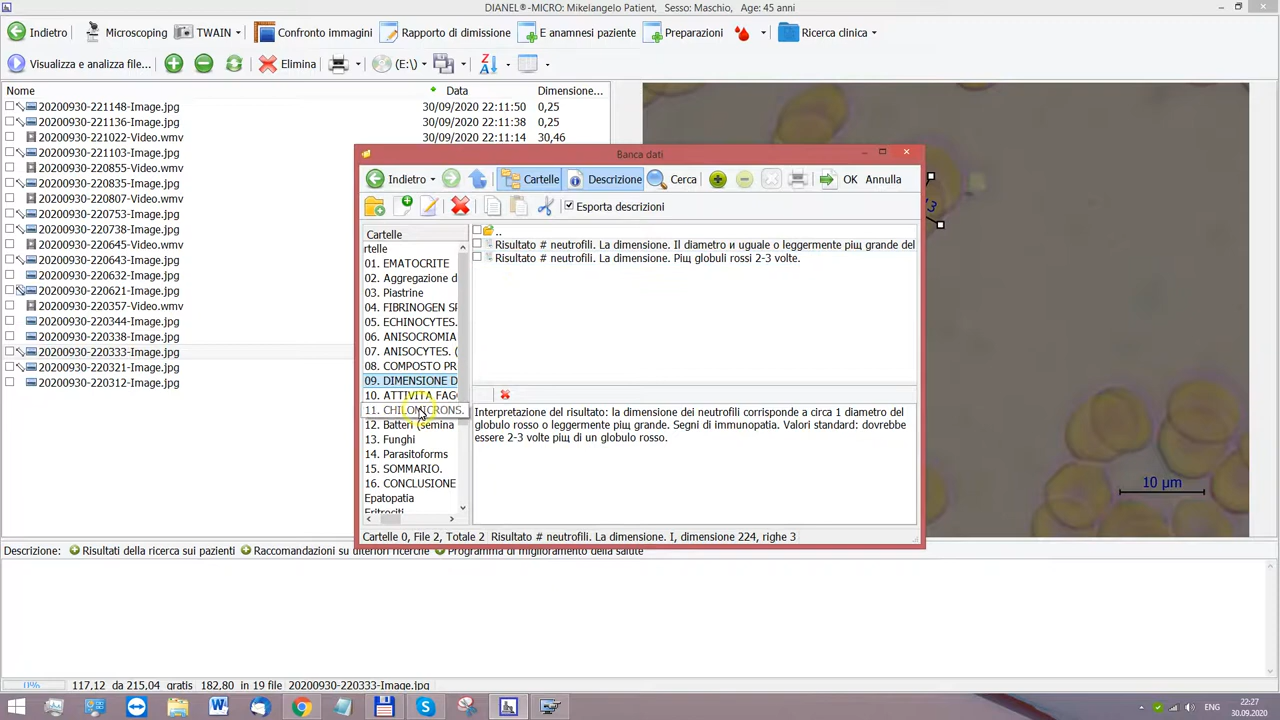 DIANEL®-MICRO: Mikelangelo Patient, Sesso: Maschio, Age: 45 anni
Indietro Microscoping TWAIN Confronto immagini Rapporto di dimissione E anamnesi paziente Preparazioni Ricerca clinica
Visualizza e analizza file... Elimina (E:\)
Nome Data Dimensione...
20200930-221148-Image.jpg 30/09/2020 22:11:50 0,25
20200930-221136-Image.jpg 30/09/2020 22:11:38 0,25
20200930-221022-Video.wmv 30/09/2020 22:11:14 30,46
20200930-221103-Image.jpg
20200930-220855-Video.wmv
20200930-220835-Image.jpg
20200930-220807-Video.wmv
20200930-220753-Image.jpg
20200930-220738-Image.jpg
20200930-220645-Video.wmv
20200930-220643-Image.jpg
20200930-220632-Image.jpg
20200930-220621-Image.jpg
20200930-220357-Video.wmv
20200930-220344-Image.jpg
20200930-220338-Image.jpg
20200930-220333-Image.jpg
20200930-220321-Image.jpg
20200930-220312-Image.jpg
Banca dati
Indietro Cartelle Descrizione Cerca OK Annulla
Esporta descrizioni
Cartelle
rtelle
01. EMATOCRITE
02. Aggregazione d
03. Piastrine
04. FIBRINOGEN SP
05. ECHINOCYTES.
06. ANISOCROMIA
07. ANISOCYTES. (
08. COMPOSTO PR
09. DIMENSIONE D
10. ATTIVITA FAG
11. CHILOMICRONS.
12. Batteri (semina
13. Funghi
14. Parasitoforms
15. SOMMARIO.
16. CONCLUSIONE
Epatopatia
Eritrociti
..
Risultato # neutrofili. La dimensione. Il diametro и uguale o leggermente piщ grande del
Risultato # neutrofili. La dimensione. Piщ globuli rossi 2-3 volte.
Interpretazione del risultato: la dimensione dei neutrofili corrisponde a circa 1 diametro del
globulo rosso o leggermente piщ grande. Segni di immunopatia. Valori standard: dovrebbe
essere 2-3 volte piщ di un globulo rosso.
Cartelle 0, File 2, Totale 2 Risultato # neutrofili. La dimensione. I, dimensione 224, righe 3
10 µm
Descrizione: Risultati della ricerca sui pazienti Raccomandazioni su ulteriori ricerche Programma di miglioramento della salute
0% 117,12 da 215,04 gratis 182,80 in 19 file 20200930-220333-Image.jpg
ENG
22:27
30.09.2020